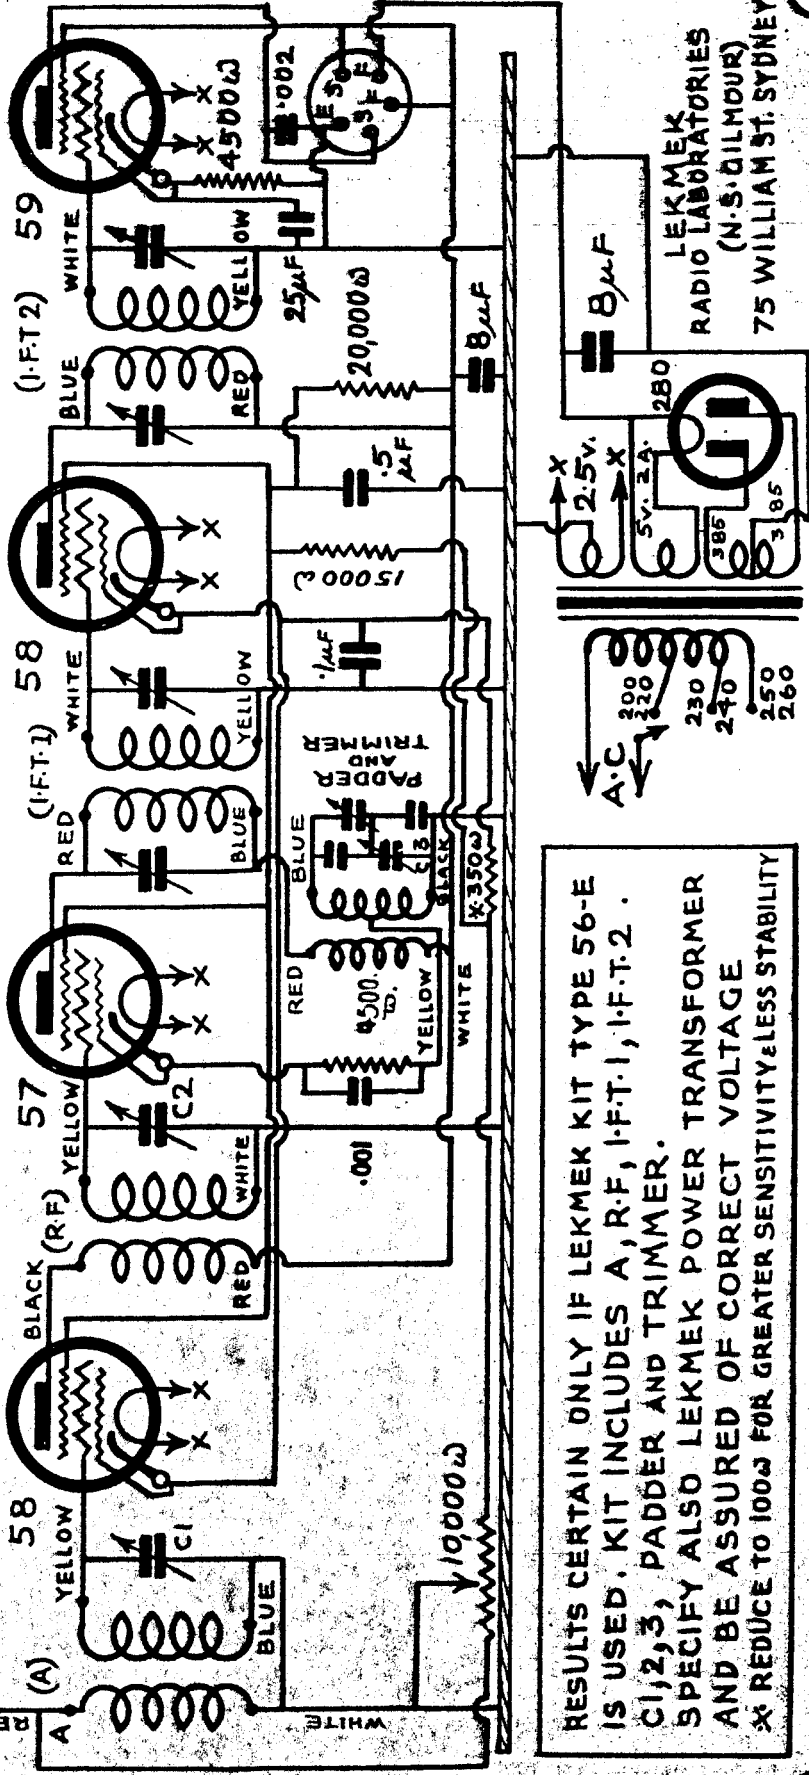 58
57
58
59
(A)
(R·F)
(I·F·T·1)
(I·F·T 2)
A
YELLOW
BLACK
YELLOW
RED
WHITE
BLUE
WHITE
C1
C2
X
X
X
X
X
X
X
X
4500ω
.002
BLUE
RED
WHITE
BLUE
YELLOW
RED
YELLOW
25µF
E
S
F
F
S
WHITE
10,000ω
.001
RED
4500.
YELLOW
WHITE
BLUE
PADDER
AND
TRIMMER
C3
BLACK
X·350ω
.1µF
15000ω
.5
µF
20,000ω
8µF
RESULTS CERTAIN ONLY IF LEKMEK KIT TYPE 56-E
IS USED. KIT INCLUDES A, R·F, I·F·T·1, I·F·T·2.
C1,2,3, PADDER AND TRIMMER.
SPECIFY ALSO LEKMEK POWER TRANSFORMER
AND BE ASSURED OF CORRECT VOLTAGE
X REDUCE TO 100ω FOR GREATER SENSITIVITY & LESS STABILITY
A·C
200
220
230
240
250
260
X
2.5V.
X
5V. 2A.
385
385
280
8µF
LEKMEK
RADIO LABORATORIES
(N·S·GILMOUR)
75 WILLIAM ST. SYDNEY